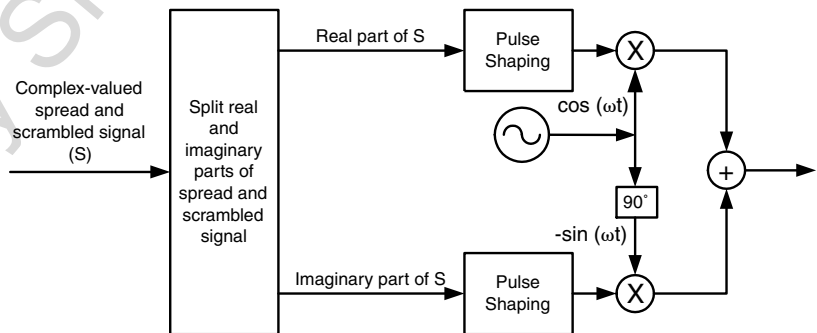 Complex-valued
spread and
scrambled signal
(S)
Split real
and
imaginary
parts of
spread and
scrambled
signal
Real part of S
Pulse
Shaping
X
cos (ωt)
90°
-sin (ωt)
+
Imaginary part of S
Pulse
Shaping
X